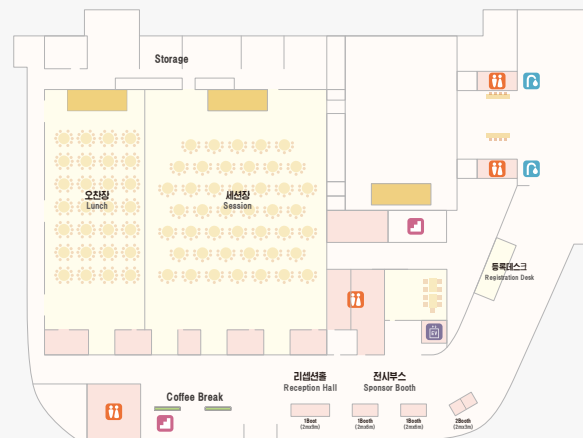 Storage
오찬장
Lunch
세션장
Session
등록데스크
Registration Desk
EV
리셉션홀
Reception Hall
전시부스
Sponsor Booth
Coffee Break
1Boot
1Booth
1Booth
2Booth